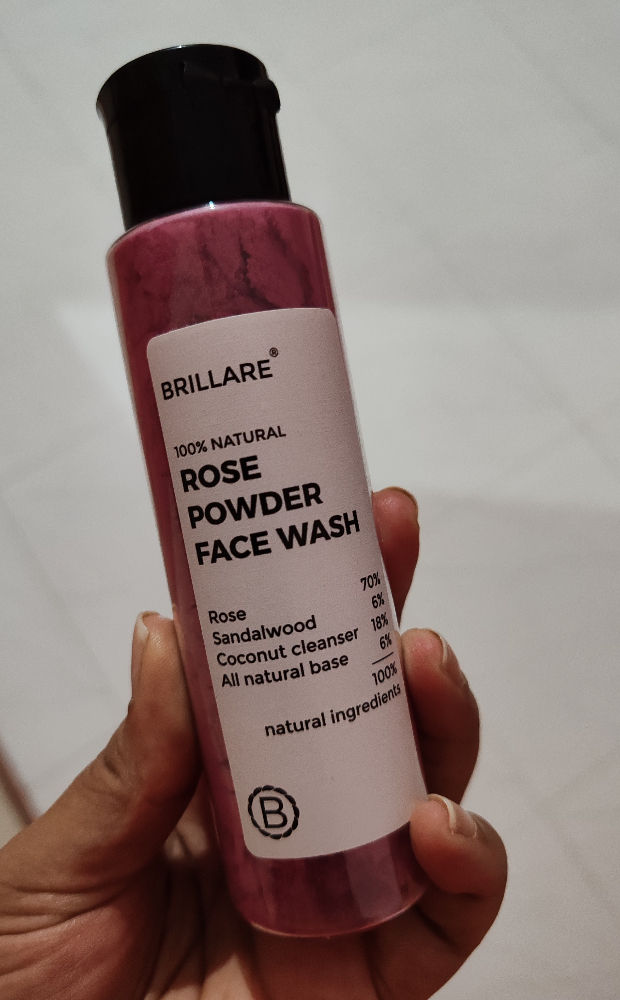 BRILLARE®
100% NATURAL
ROSE
POWDER
FACE WASH
Rose 70%
Sandalwood 6%
Coconut cleanser 18%
All natural base 6%
100%
natural ingredients
B